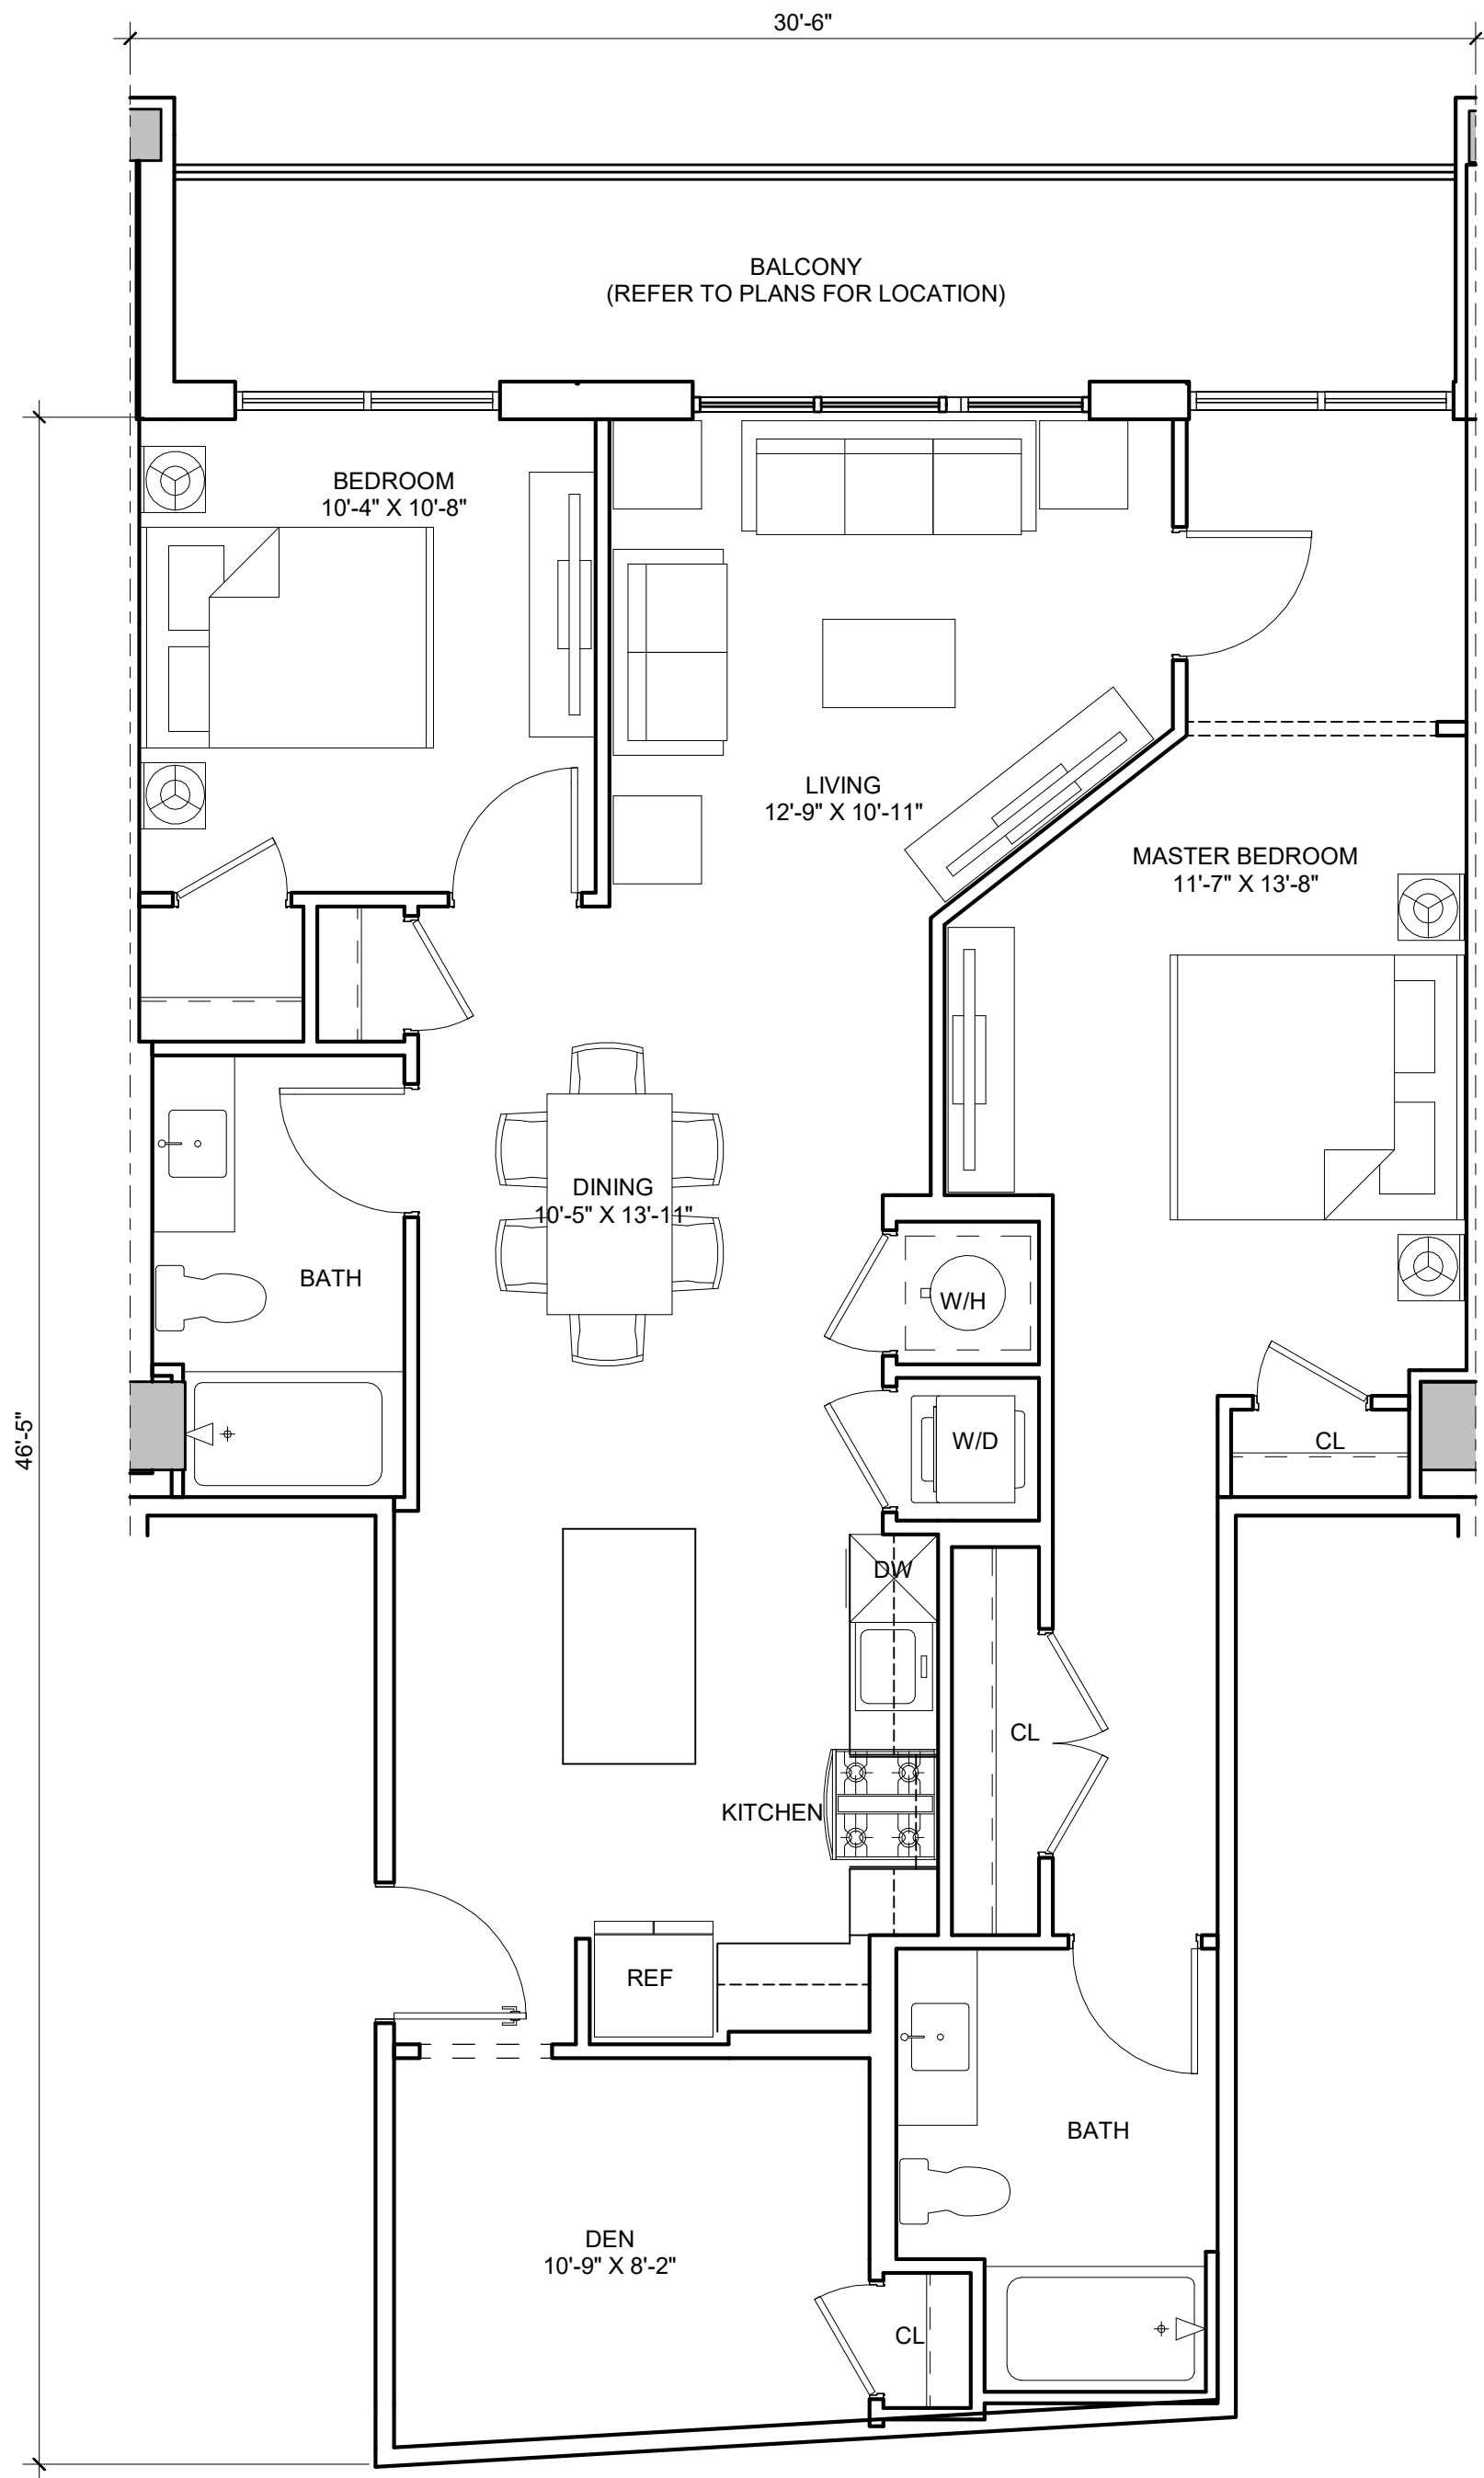 30'-6"
BALCONY
(REFER TO PLANS FOR LOCATION)
BEDROOM
10'-4" X 10'-8"
LIVING
12'-9" X 10'-11"
MASTER BEDROOM
11'-7" X 13'-8"
DINING
10'-5" X 13'-11"
BATH
W/H
46'-5"
W/D
CL
DW
CL
KITCHEN
REF
BATH
DEN
10'-9" X 8'-2"
CL